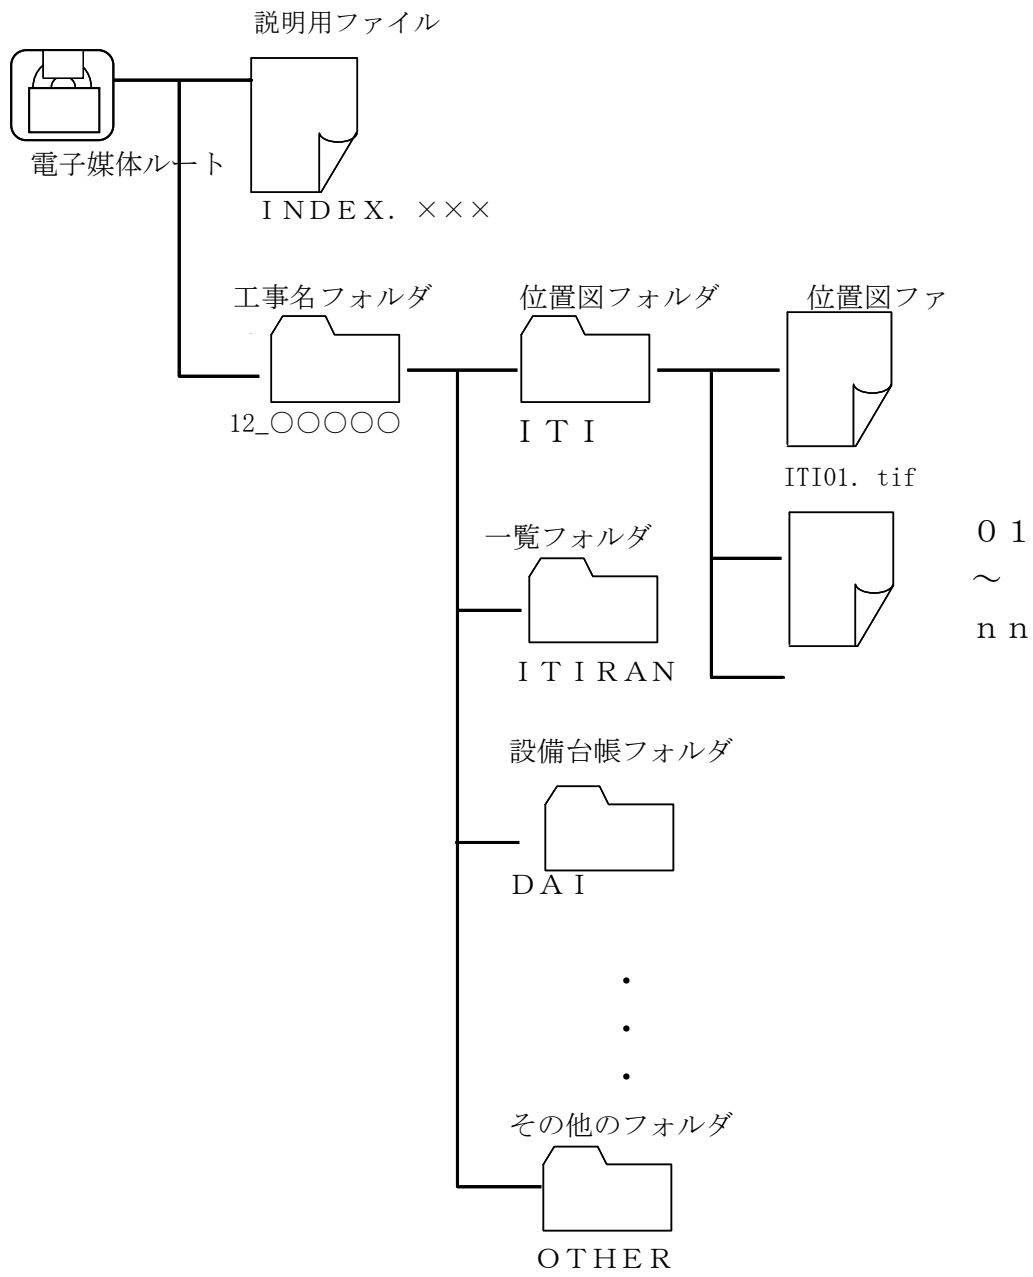 説明用ファイル
電子媒体ルート
ＩＮＤＥＸ．×××
工事名フォルダ
位置図フォルダ
位置図ファ
12_○○○○○
ＩＴＩ
ITI01. tif
一覧フォルダ
０１
～
ｎｎ
ＩＴＩＲＡＮ
設備台帳フォルダ
ＤＡＩ
・
・
・
その他のフォルダ
ＯＴＨＥＲ